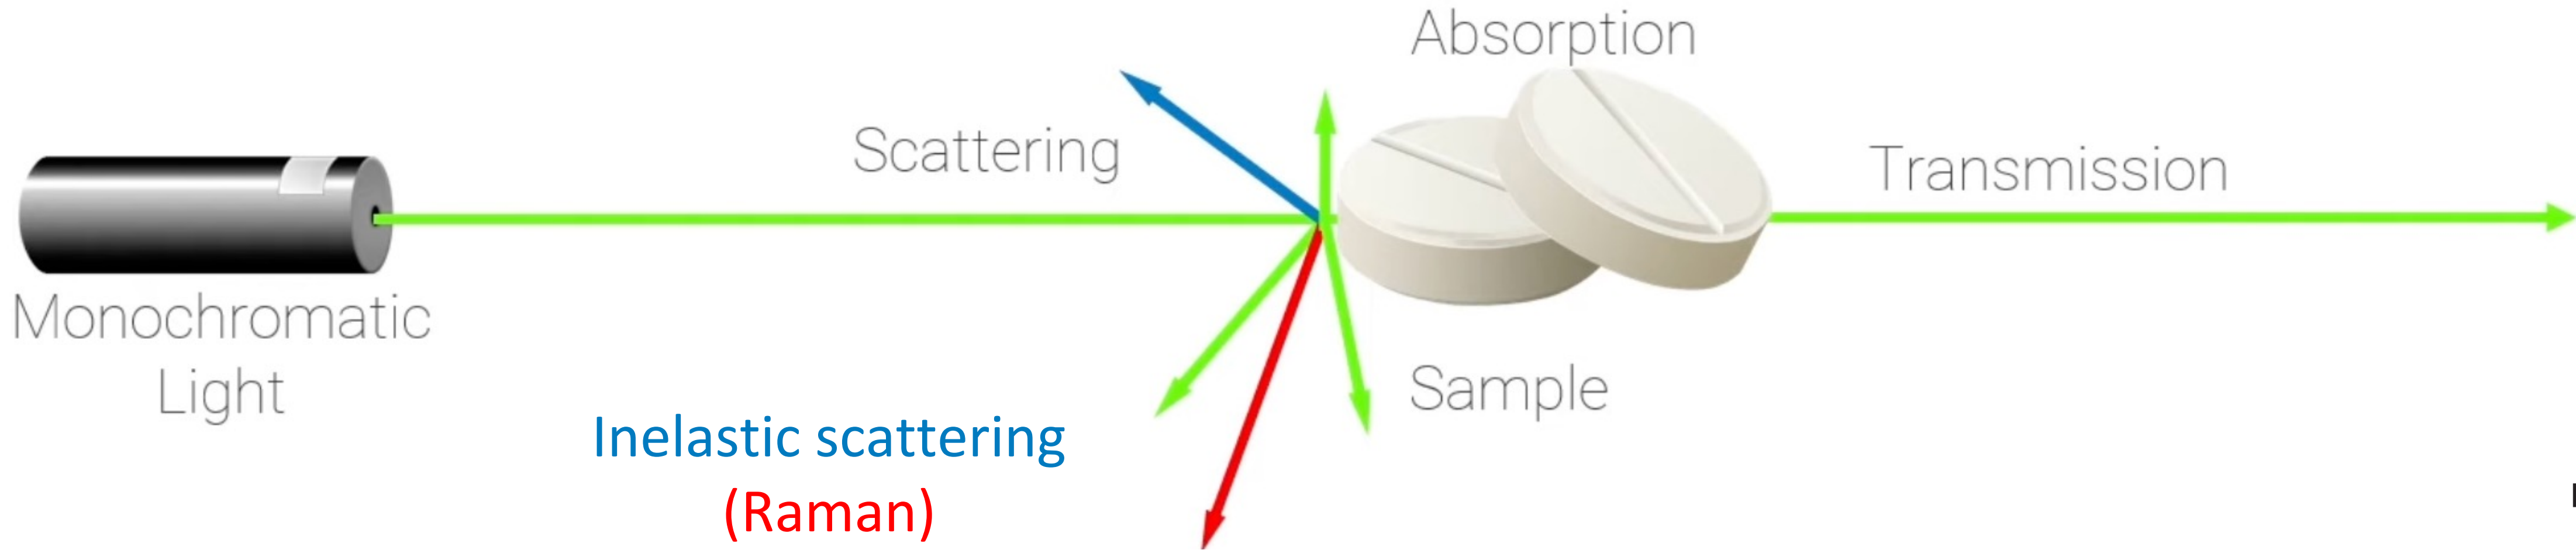 Absorption
Scattering
Transmission
Monochromatic
Light
Sample
Inelastic scattering
(Raman)